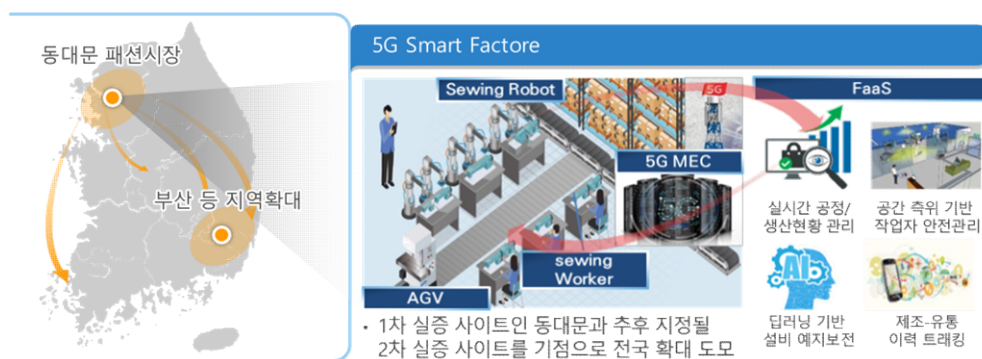 동대문 패션시장
부산 등 지역확대
5G Smart Factore
Sewing Robot
5G
5G MEC
sewing
Worker
AGV
• 1차 실증 사이트인 동대문과 추후 지정될
2차 실증 사이트를 기점으로 전국 확대 도모
FaaS
실시간 공정/
생산현황 관리
공간 측위 기반
작업자 안전관리
AI
딥러닝 기반
설비 예지보전
제조-유통
이력 트래킹